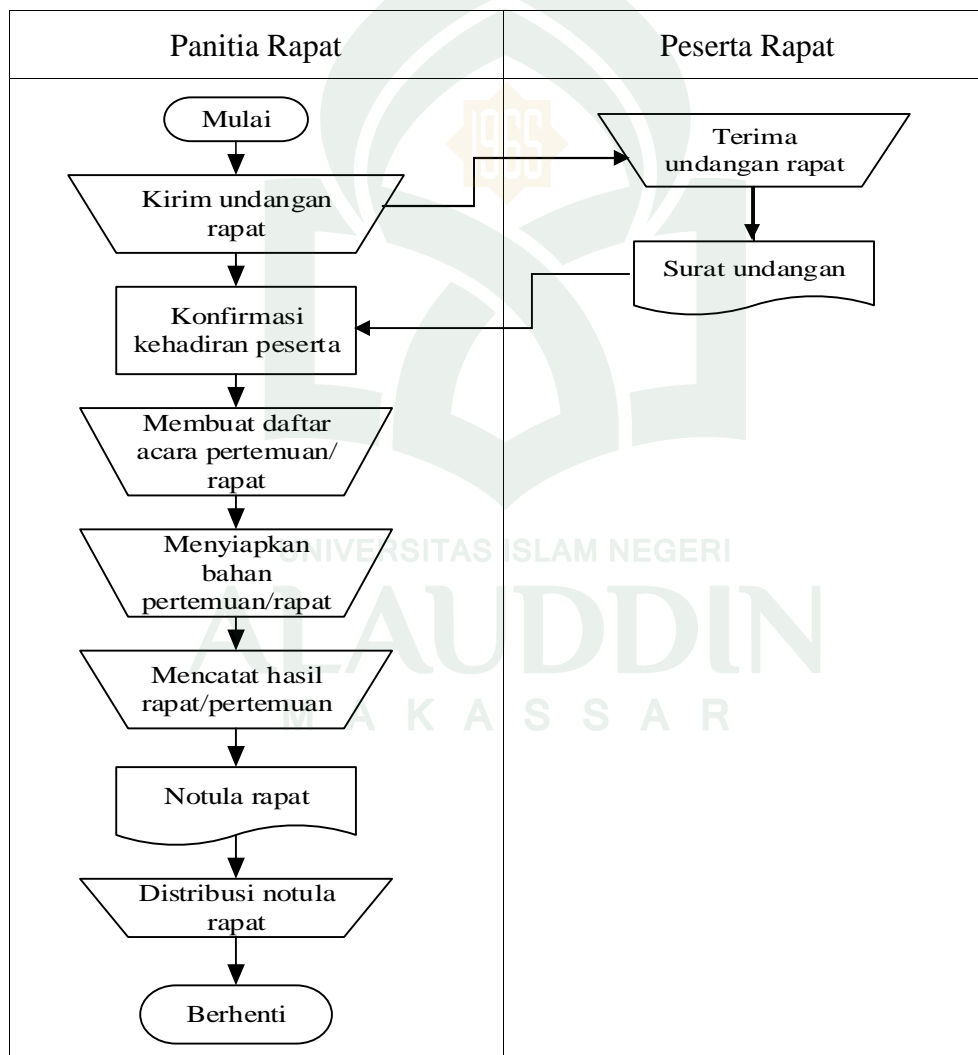 Panitia Rapat
Peserta Rapat
Mulai
Kirim undangan
rapat
Terima
undangan rapat
Surat undangan
Konfirmasi
kehadiran peserta
Membuat daftar
acara pertemuan/
rapat
Menyiapkan
bahan
pertemuan/rapat
Mencatat hasil
rapat/pertemuan
Notula rapat
Distribusi notula
rapat
Berhenti
1965
UNIVERSITAS ISLAM NEGERI
ALAUDDIN
MAKASSAR